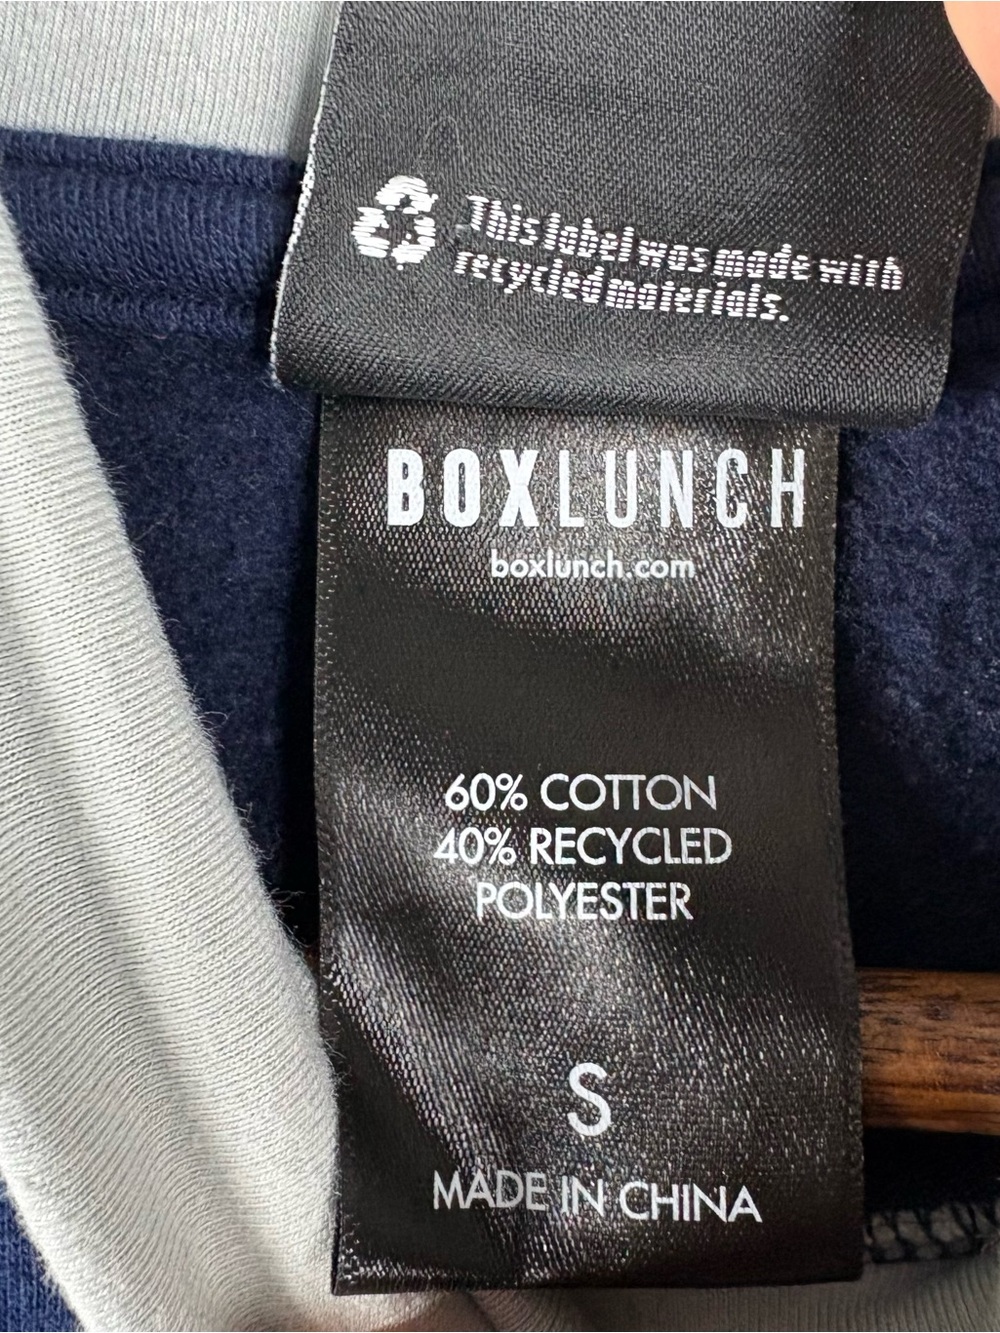 This label was made with
recycled materials.
BOXLUNCH
boxlunch.com
60% COTTON
40% RECYCLED
POLYESTER
S
MADE IN CHINA